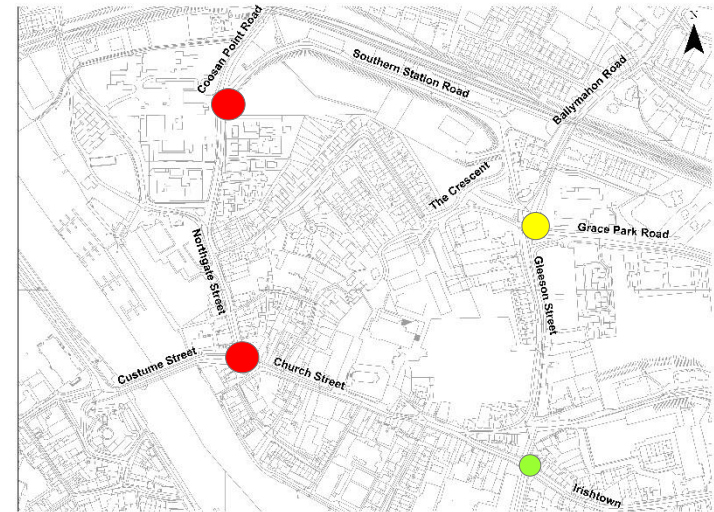 N
Coosan Point Road
Southern Station Road
Ballymahon Road
The Crescent
Grace Park Road
Northgate Street
Gleeson Street
Custume Street
Church Street
Irishtown